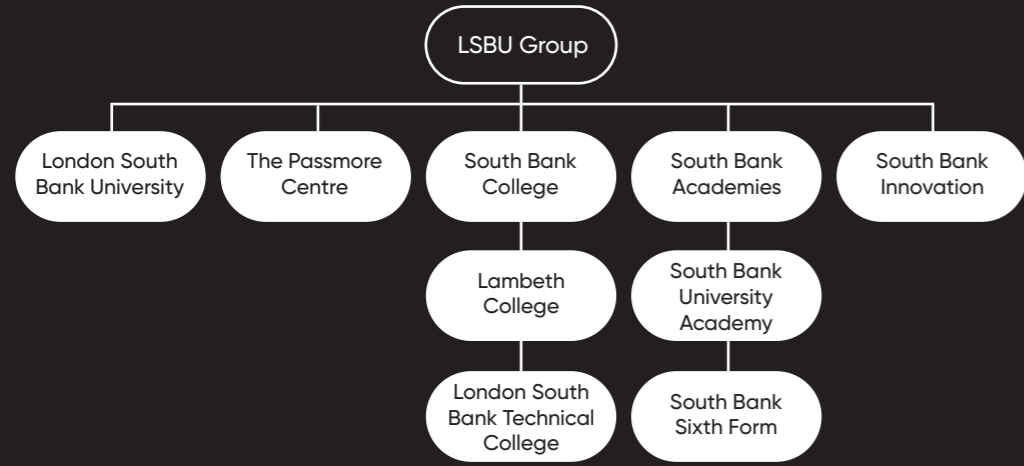 LSBU Group
London South
Bank University
The Passmore
Centre
South Bank
College
South Bank
Academies
South Bank
Innovation
Lambeth
College
South Bank
University
Academy
London South
Bank Technical
College
South Bank
Sixth Form